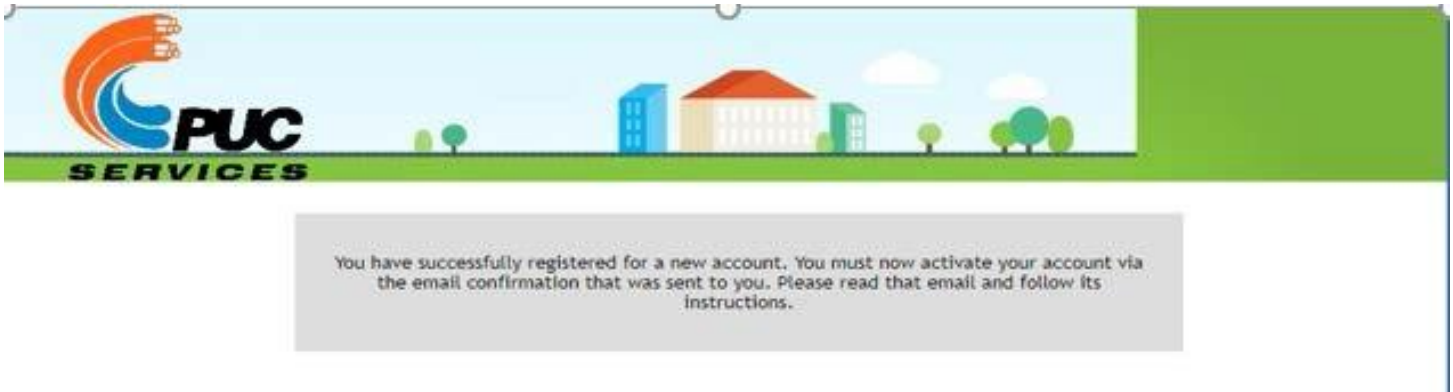 PUC
SERVICES
You have successfully registered for a new account. You must now activate your account via
the email confirmation that was sent to you. Please read that email and follow its
instructions.